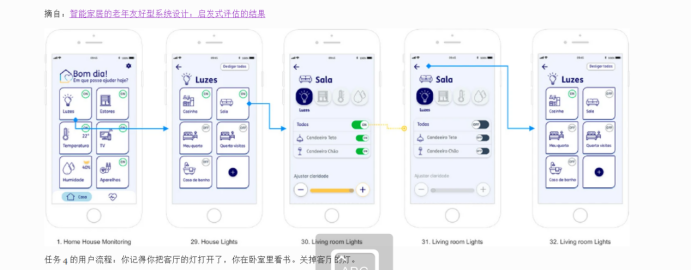 摘自：智能家居的老年友好型系统设计，启发式评估的结果
Bom dia!
Em que posso ajudar hoje?
Luzes
Estores
Temperatura
22°
TV
Humidade
40%
Aparelhos
Casa
1. Home House Monitoring
Desligar todas
Luzes
Cozinha
Sala
Meu quarto
Quarto visitas
Casa de banho
29. House Lights
Sala
Todos
Candeeiro Teto
Candeeiro Chão
Ajustar claridade
30. Living room Lights
Sala
Todos
Candeeiro Teto
Candeeiro Chão
Ajustar claridade
31. Living room Lights
Desligar todas
Luzes
Cozinha
Sala
Meu quarto
Quarto visitas
Casa de banho
32. Living room Lights
任务 4 的用户流程，你记得你把客厅的灯打开了，你在卧室里看书。关掉客厅的灯。